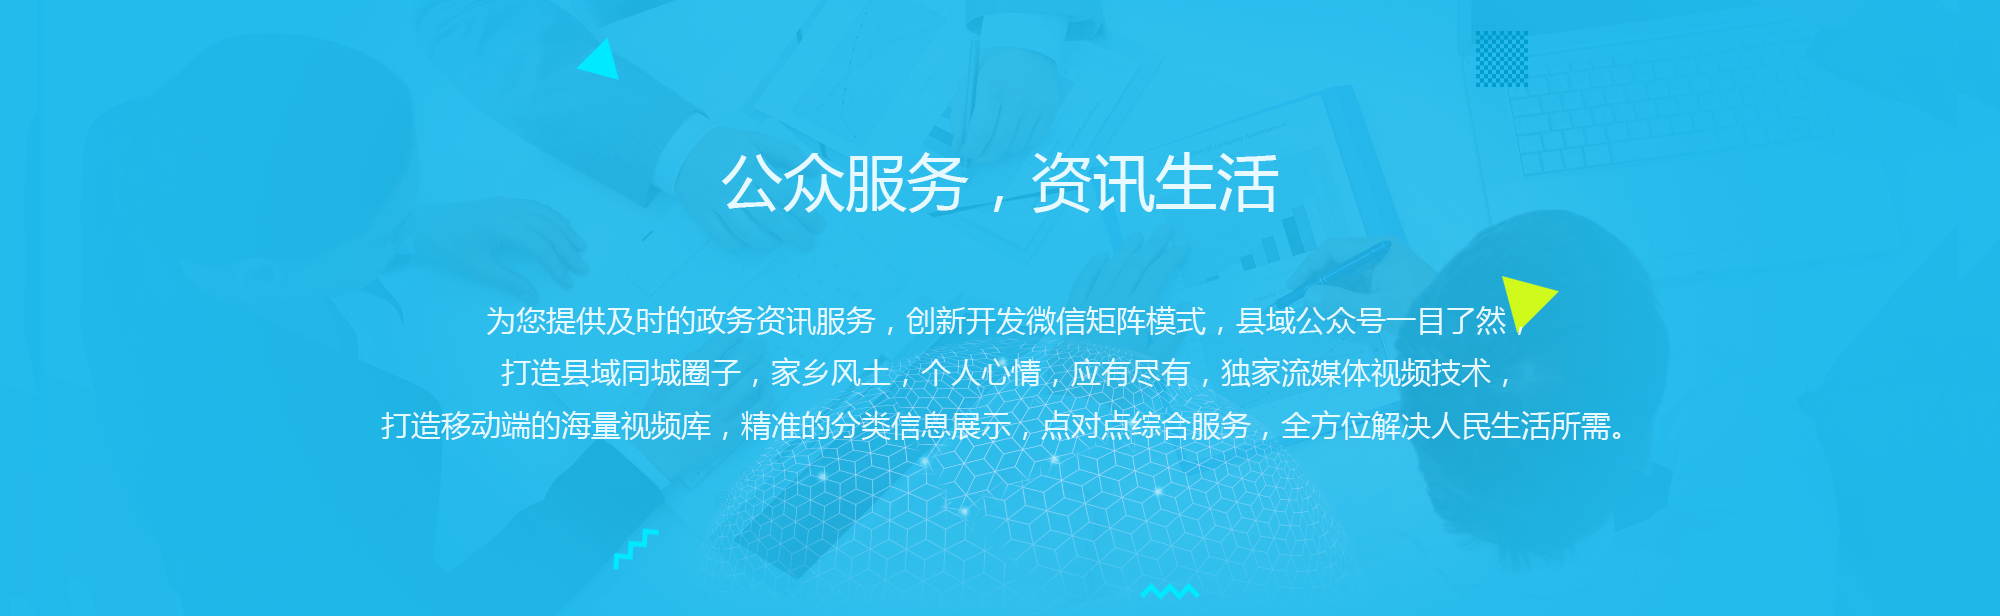 公众服务，资讯生活
为您提供及时的政务资讯服务，创新开发微信矩阵模式，县域公众号一目了然，
打造县域同城圈子，家乡风土，个人心情，应有尽有，独家流媒体视频技术，
打造移动端的海量视频库，精准的分类信息展示，点对点综合服务，全方位解决人民生活所需。